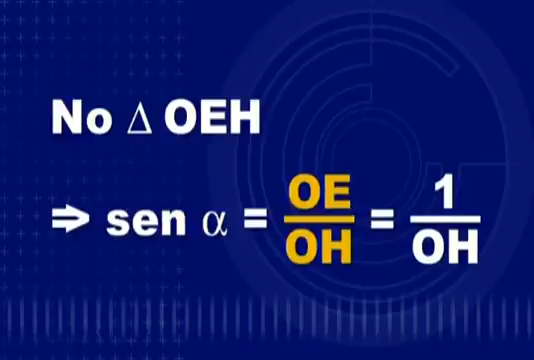 No Δ OEH
⇒ sen α = OE/OH = 1/OH